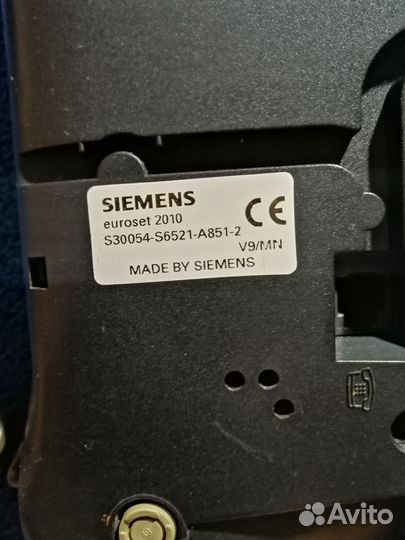 SIEMENS
euroset 2010
S30054-S6521-A851-2
CE
V9/MN
MADE BY SIEMENS
Avito